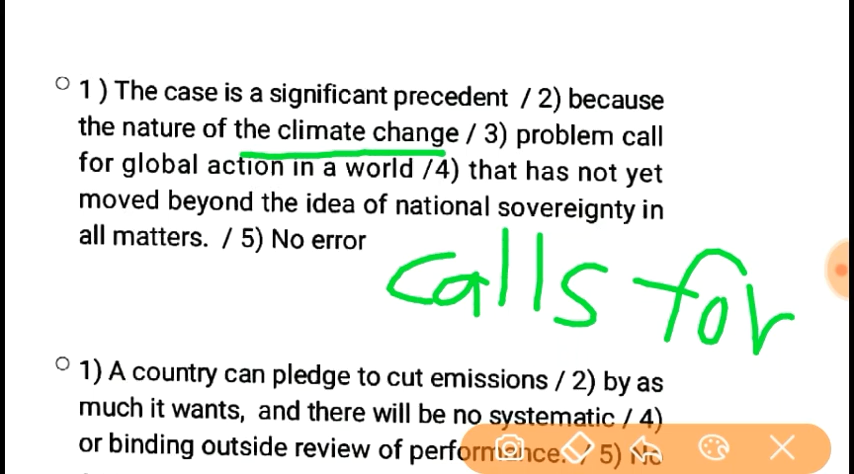 1 ) The case is a significant precedent / 2) because
the nature of the climate change / 3) problem call
for global action in a world /4) that has not yet
moved beyond the idea of national sovereignty in
all matters. / 5) No error
calls for
1) A country can pledge to cut emissions / 2) by as
much it wants, and there will be no systematic / 4)
or binding outside review of performance. / 5) No